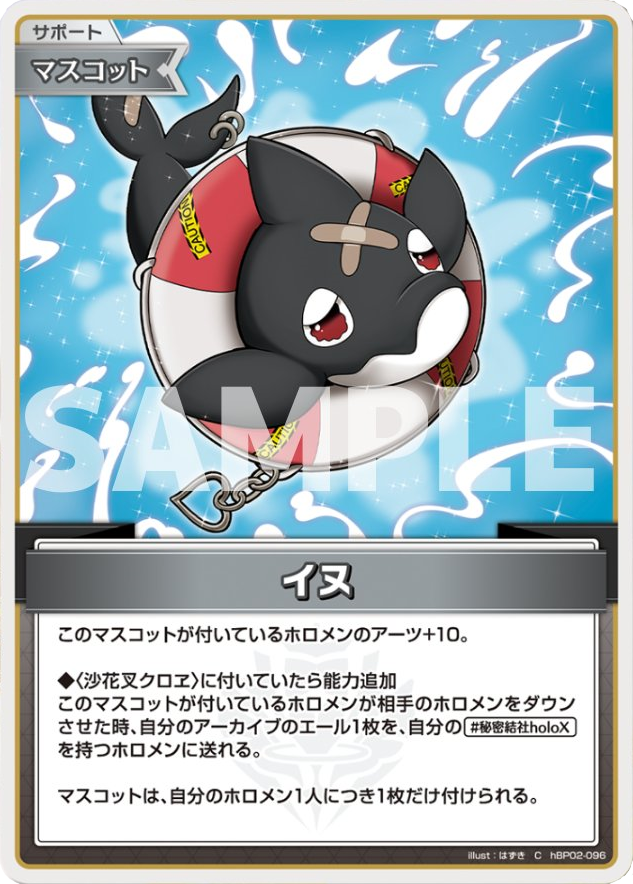 サポート
マスコット
CAUTION
CAUTION
CAUTION
CAUTION
SAMPLE
イヌ
このマスコットが付いているホロメンのアーツ+10。
◆〈沙花叉クロヱ〉に付いていたら能力追加
このマスコットが付いているホロメンが相手のホロメンをダウン
させた時、自分のアーカイブのエール1枚を、自分の #秘密結社holoX
を持つホロメンに送れる。
マスコットは、自分のホロメン1人につき1枚だけ付けられる。
illust：はずき C hBP02-096